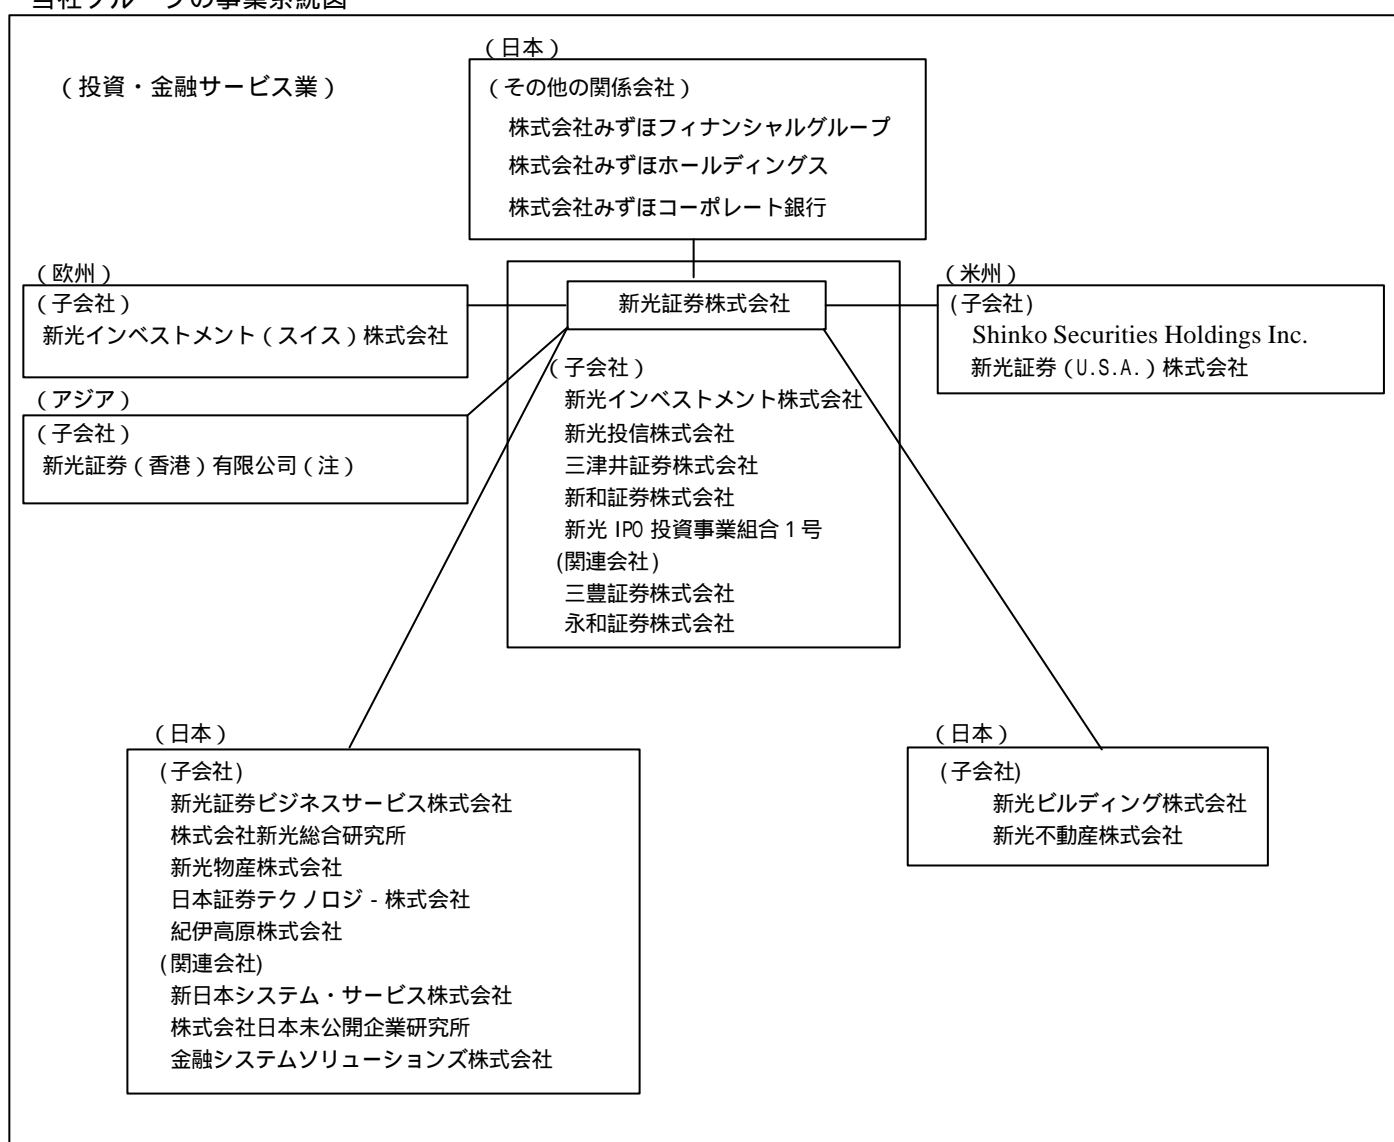 当社グループの事業系統図
(日本)
(投資・金融サービス業)
(その他の関係会社)
株式会社みずほフィナンシャルグループ
株式会社みずほホールディングス
株式会社みずほコーポレート銀行
(欧州)
(子会社)
新光インベストメント(スイス)株式会社
(アジア)
(子会社)
新光証券(香港)有限公司(注)
新光証券株式会社
(子会社)
新光インベストメント株式会社
新光投信株式会社
三津井証券株式会社
新和証券株式会社
新光 IPO 投資事業組合1号
(関連会社)
三豊証券株式会社
永和証券株式会社
(米州)
(子会社)
Shinko Securities Holdings Inc.
新光証券(U.S.A.)株式会社
(日本)
(子会社)
新光証券ビジネスサービス株式会社
株式会社新光総合研究所
新光物産株式会社
日本証券テクノロジ-株式会社
紀伊高原株式会社
(関連会社)
新日本システム・サービス株式会社
株式会社日本未公開企業研究所
金融システムソリューションズ株式会社
(日本)
(子会社)
新光ビルディング株式会社
新光不動産株式会社